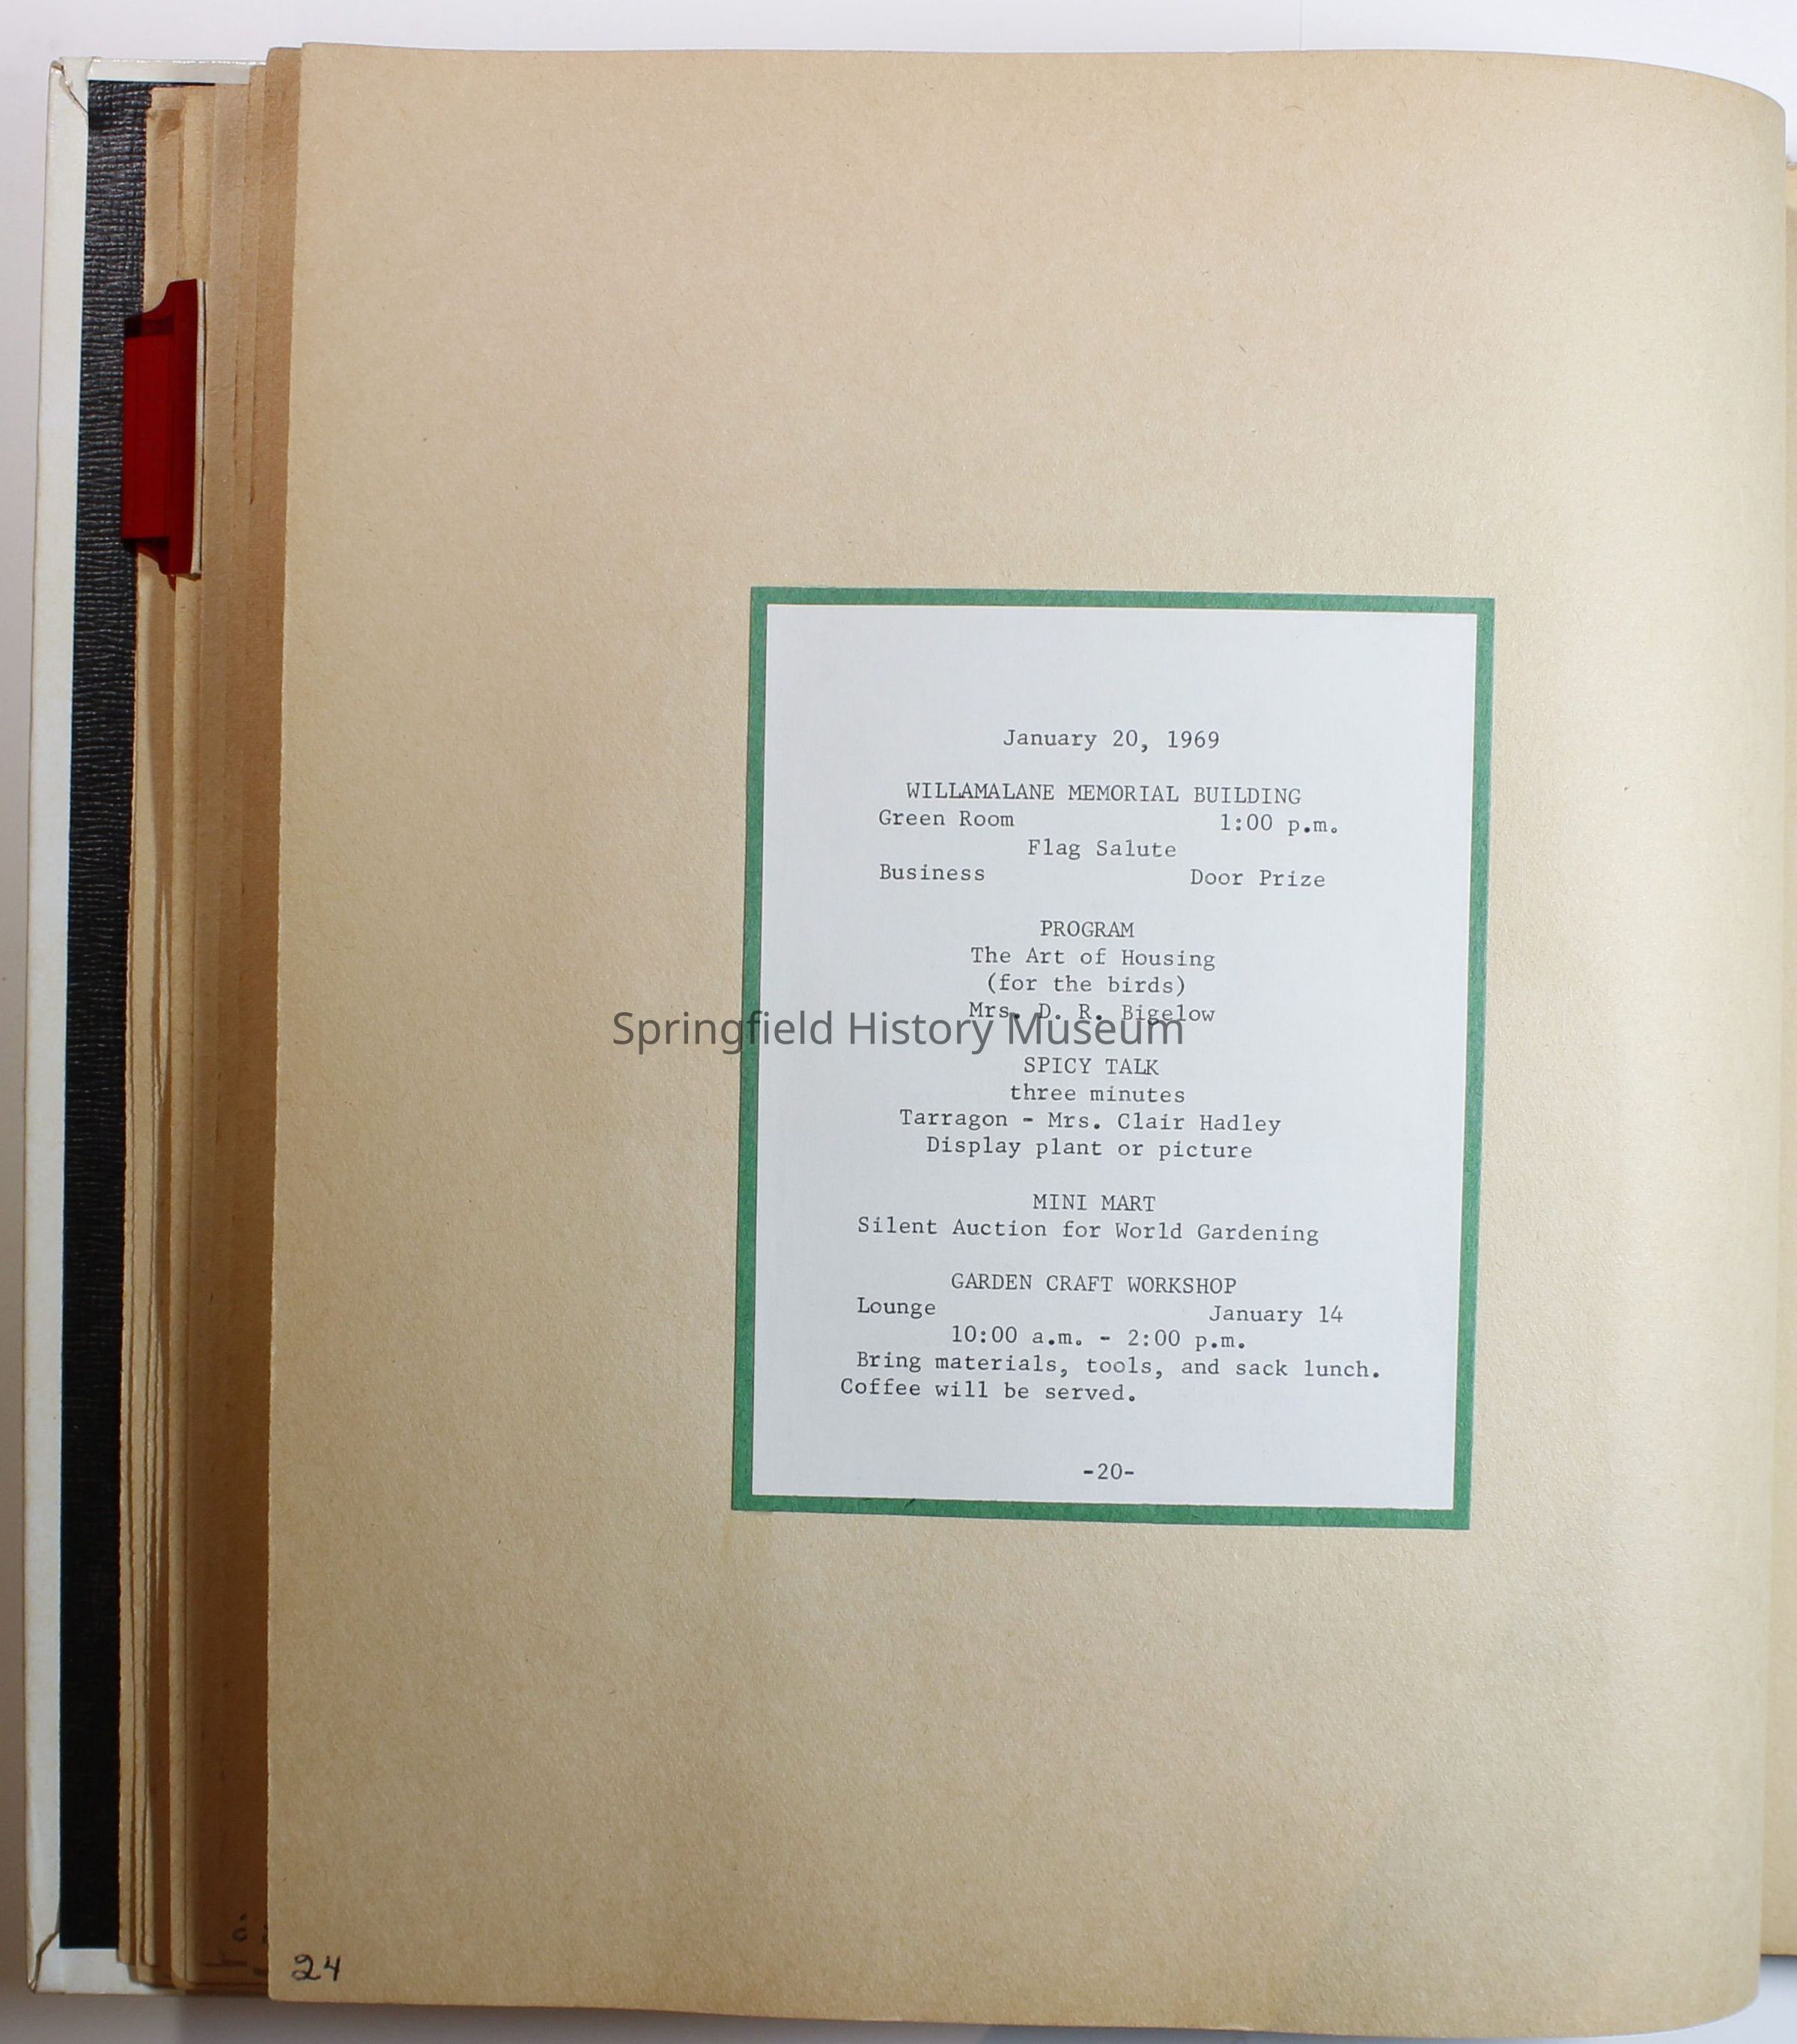 January 20, 1969
WILLAMALANE MEMORIAL BUILDING
Green Room 1:00 p.m.
Flag Salute
Business Door Prize
PROGRAM
The Art of Housing
(for the birds)
Mrs. D. R. Bigelow
Springfield History Museum
SPICY TALK
three minutes
Tarragon - Mrs. Clair Hadley
Display plant or picture
MINI MART
Silent Auction for World Gardening
GARDEN CRAFT WORKSHOP
Lounge January 14
10:00 a.m. - 2:00 p.m.
Bring materials, tools, and sack lunch.
Coffee will be served.
-20-
24